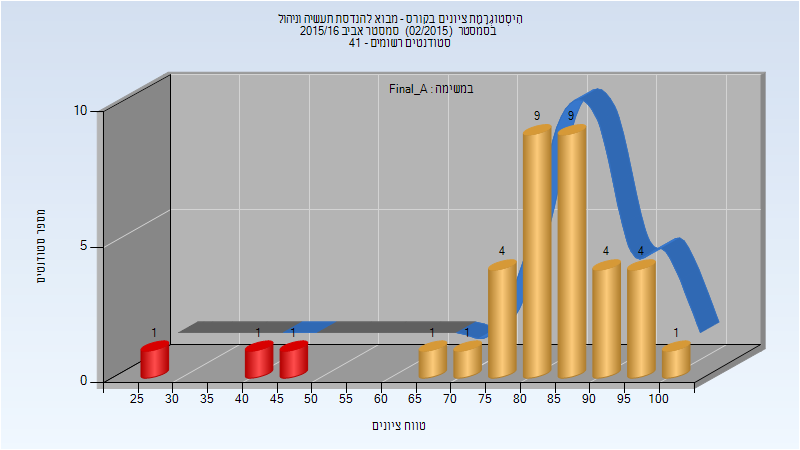 היסטוגרמת ציונים בקורס - מבוא להנדסת תעשיה וניהול
בסמסטר (02/2015) סמסטר אביב 2015/16
סטודנטים רשומים - 41
במשימה : Final_A
10
5
0
מספר סטודנטים
1
1
1
1
1
4
9
9
4
4
1
25 30 35 40 45 50 55 60 65 70 75 80 85 90 95 100
טווח ציונים